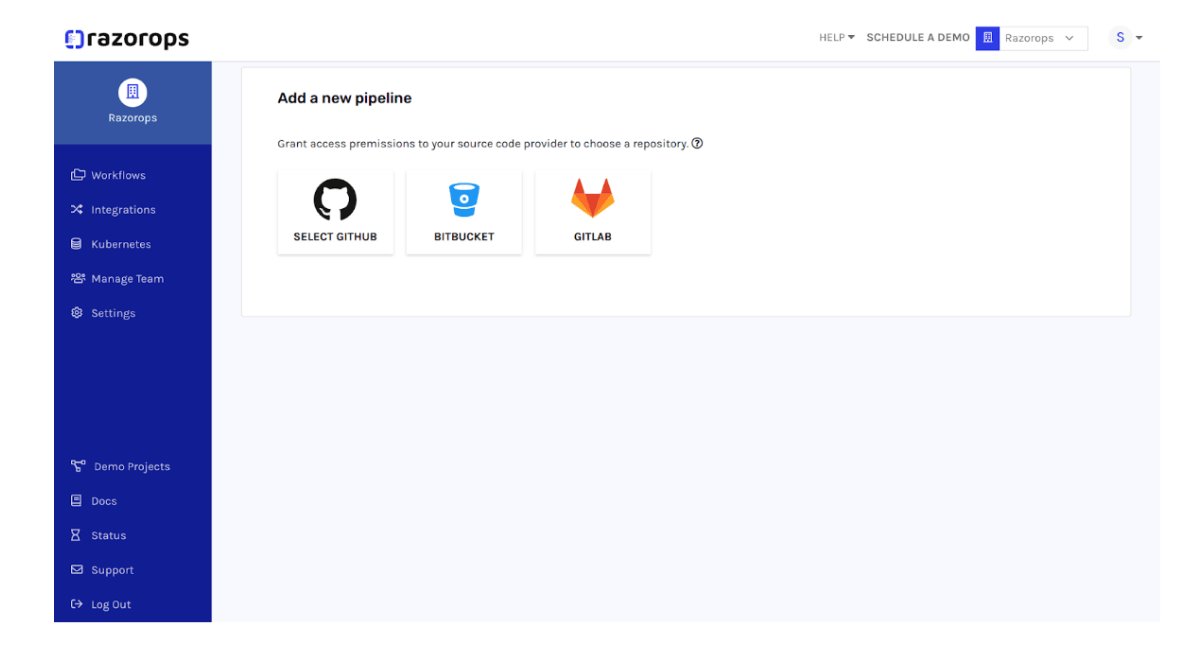 razorops
HELP SCHEDULE A DEMO Razorops S
Razorops
Workflows
Integrations
Kubernetes
Manage Team
Settings
Demo Projects
Docs
Status
Support
Log Out
Add a new pipeline
Grant access premissions to your source code provider to choose a repository.
SELECT GITHUB BITBUCKET GITLAB